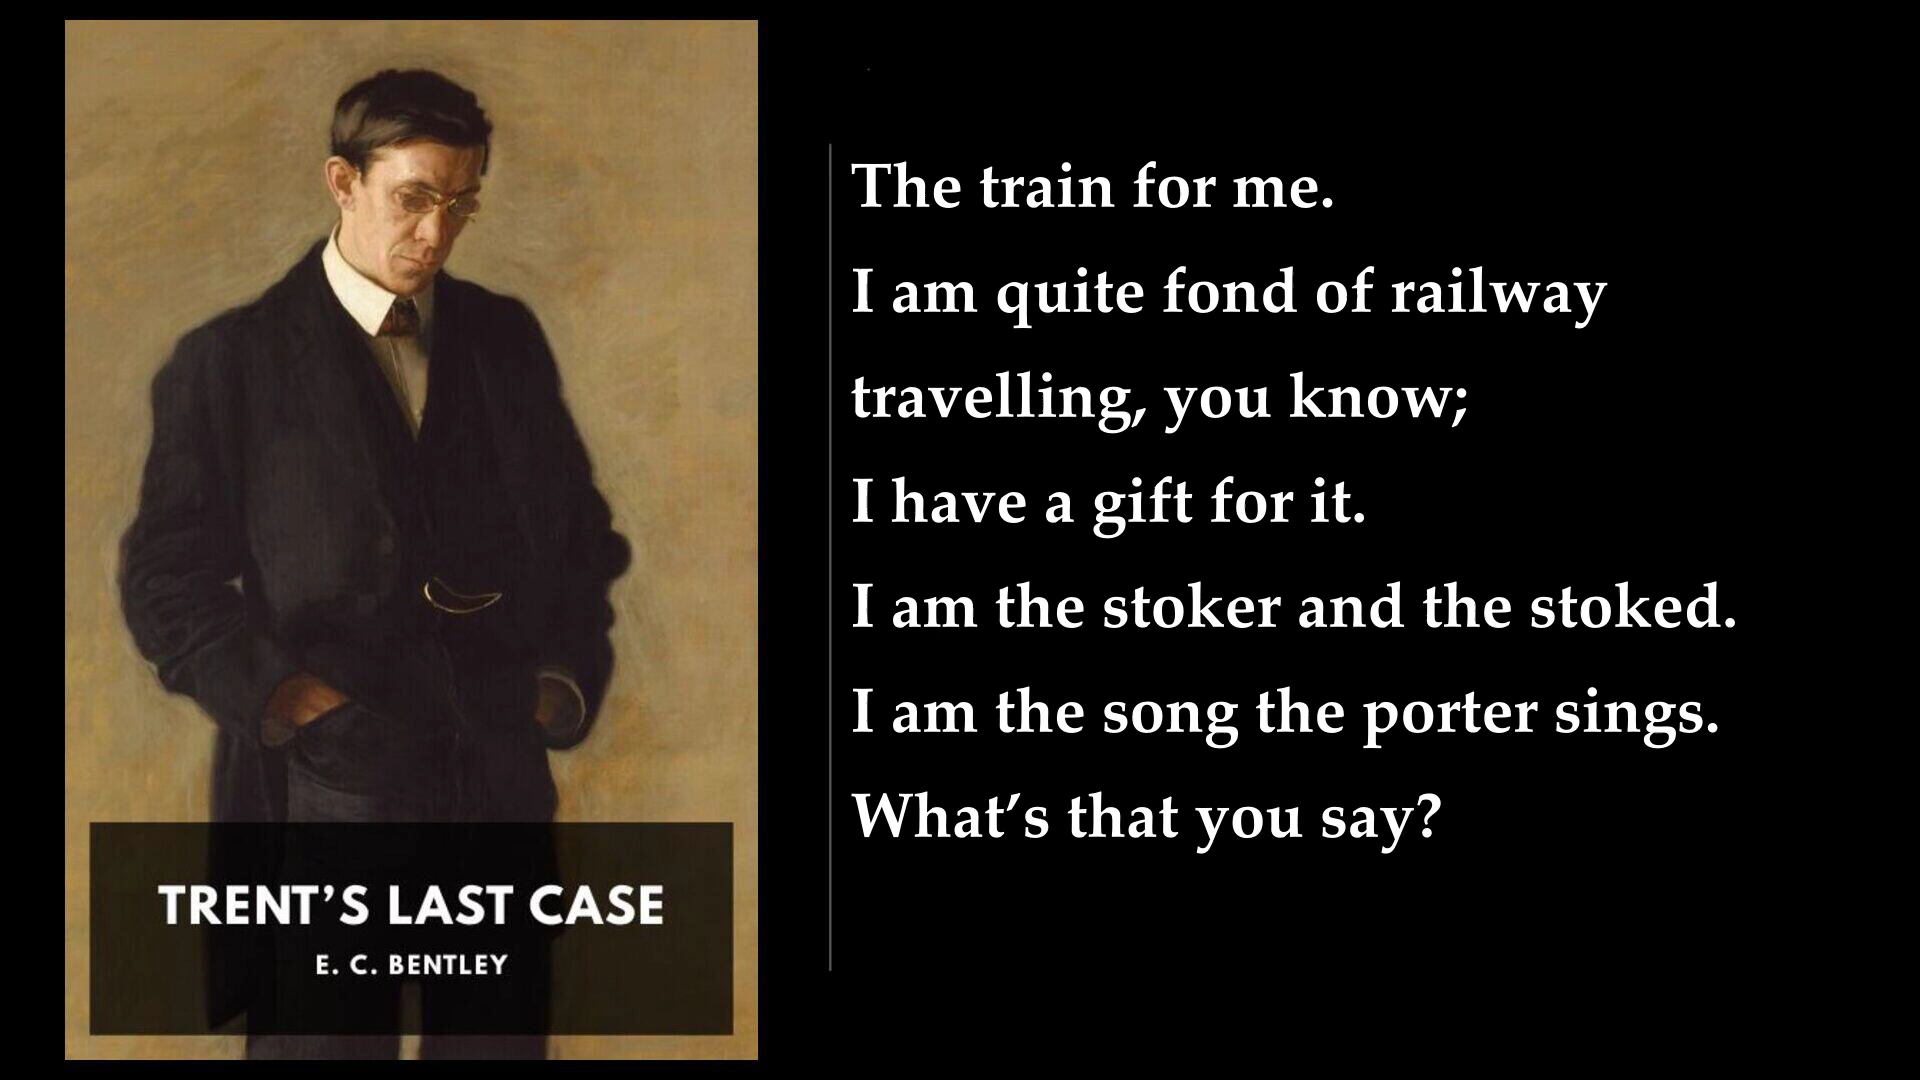 The train for me.
I am quite fond of railway
travelling, you know;
I have a gift for it.
I am the stoker and the stoked.
I am the song the porter sings.
What’s that you say?
TRENT’S LAST CASE
E. C. BENTLEY